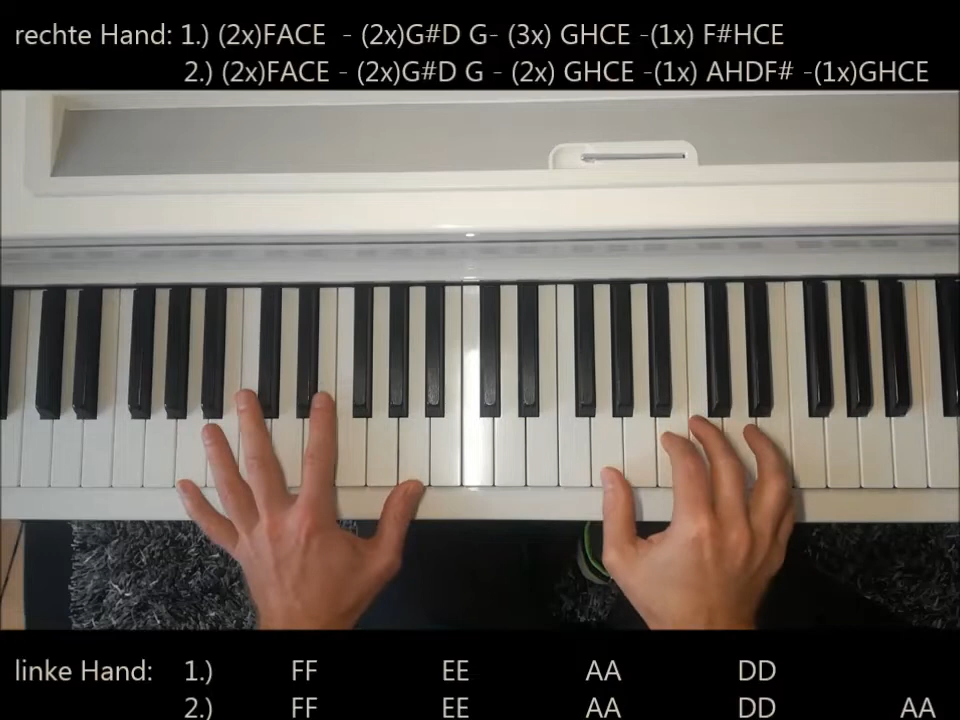 rechte Hand: 1.) (2x)FACE - (2x)G#D G- (3x) GHCE -(1x) F#HCE
2.) (2x)FACE - (2x)G#D G - (2x) GHCE -(1x) AHDF# -(1x)GHCE
linke Hand: 1.) FF EE AA DD
2.) FF EE AA DD AA